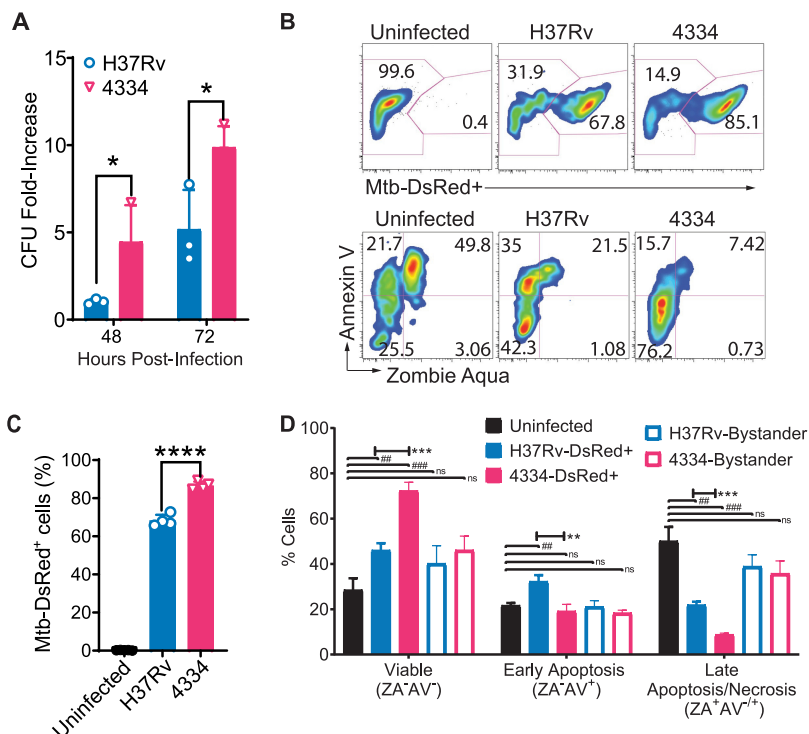 A
H37Rv
4334
CFU Fold-Increase
15
10
5
0
*
*
48
72
Hours Post-Infection
B
Uninfected
H37Rv
4334
99.6
0.4
31.9
67.8
14.9
85.1
Mtb-DsRed+
Uninfected
H37Rv
4334
21.7
49.8
25.5
3.06
35
21.5
42.3
1.08
15.7
7.42
76.2
0.73
Annexin V
Zombie Aqua
C
Mtb-DsRed⁺ cells (%)
100
80
60
40
20
0
****
Uninfected
H37Rv
4334
D
Uninfected
H37Rv-DsRed+
4334-DsRed+
H37Rv-Bystander
4334-Bystander
% Cells
100
80
60
40
20
0
***
##
###
ns
ns
**
##
ns
ns
ns
***
##
###
ns
ns
Viable
(ZA⁻AV⁻)
Early Apoptosis
(ZA⁻AV⁺)
Late
Apoptosis/Necrosis
(ZA⁺AV⁻/⁺)